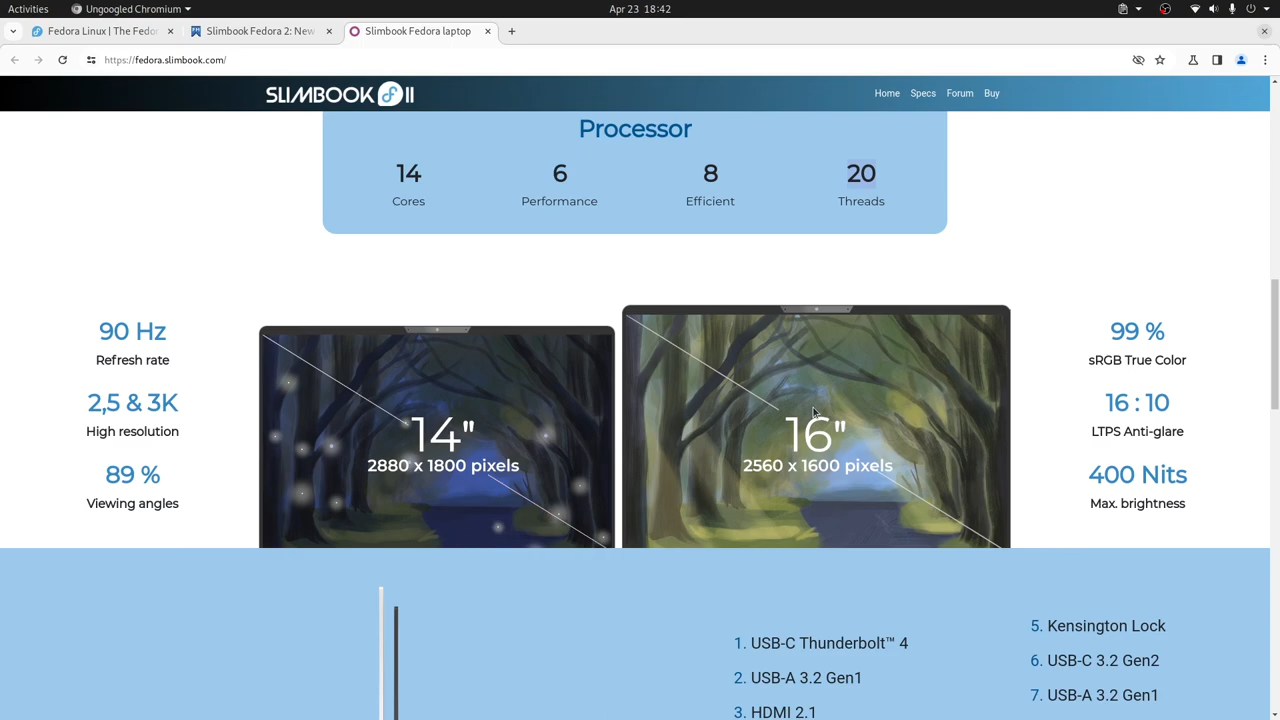 Activities
Ungoogled Chromium
Apr 23 18:42
Fedora Linux | The Fedor
Slimbook Fedora 2: New
Slimbook Fedora laptop
https://fedora.slimbook.com/
SLIMBOOK II
Home
Specs
Forum
Buy
Processor
14
6
8
20
Cores
Performance
Efficient
Threads
90 Hz
Refresh rate
2,5 & 3K
High resolution
89 %
Viewing angles
14"
2880 x 1800 pixels
16"
2560 x 1600 pixels
99 %
sRGB True Color
16 : 10
LTPS Anti-glare
400 Nits
Max. brightness
1. USB-C Thunderbolt™ 4
2. USB-A 3.2 Gen1
3. HDMI 2.1
5. Kensington Lock
6. USB-C 3.2 Gen2
7. USB-A 3.2 Gen1